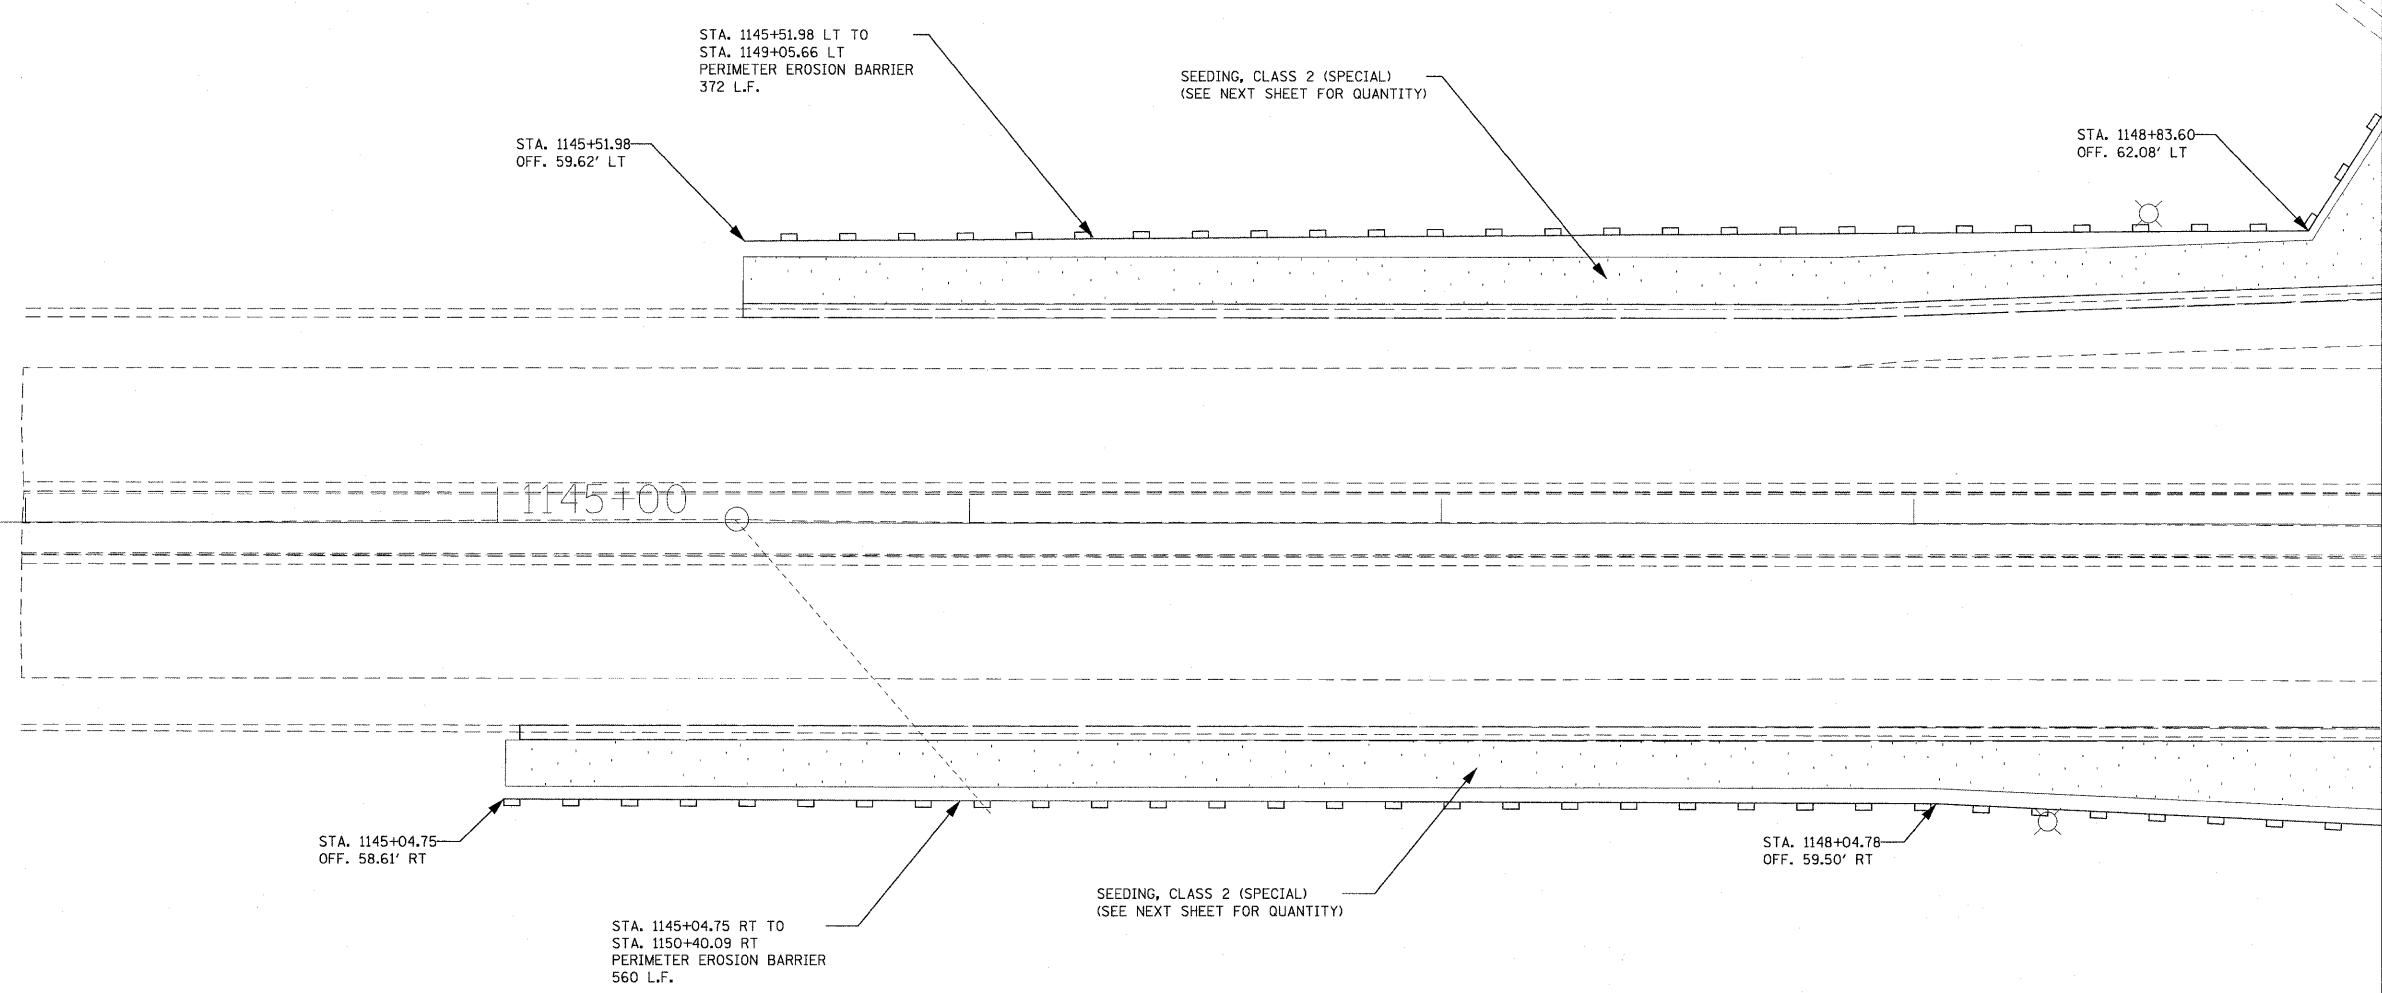 STA. 1145+51.98 LT TO
STA. 1149+05.66 LT
PERIMETER EROSION BARRIER
372 L.F.
SEEDING, CLASS 2 (SPECIAL)
(SEE NEXT SHEET FOR QUANTITY)
STA. 1145+51.98
OFF. 59.62' LT
STA. 1148+83.60
OFF. 62.08' LT
1145+00
STA. 1145+04.75
OFF. 58.61' RT
STA. 1148+04.78
OFF. 59.50' RT
SEEDING, CLASS 2 (SPECIAL)
(SEE NEXT SHEET FOR QUANTITY)
STA. 1145+04.75 RT TO
STA. 1150+40.09 RT
PERIMETER EROSION BARRIER
560 L.F.